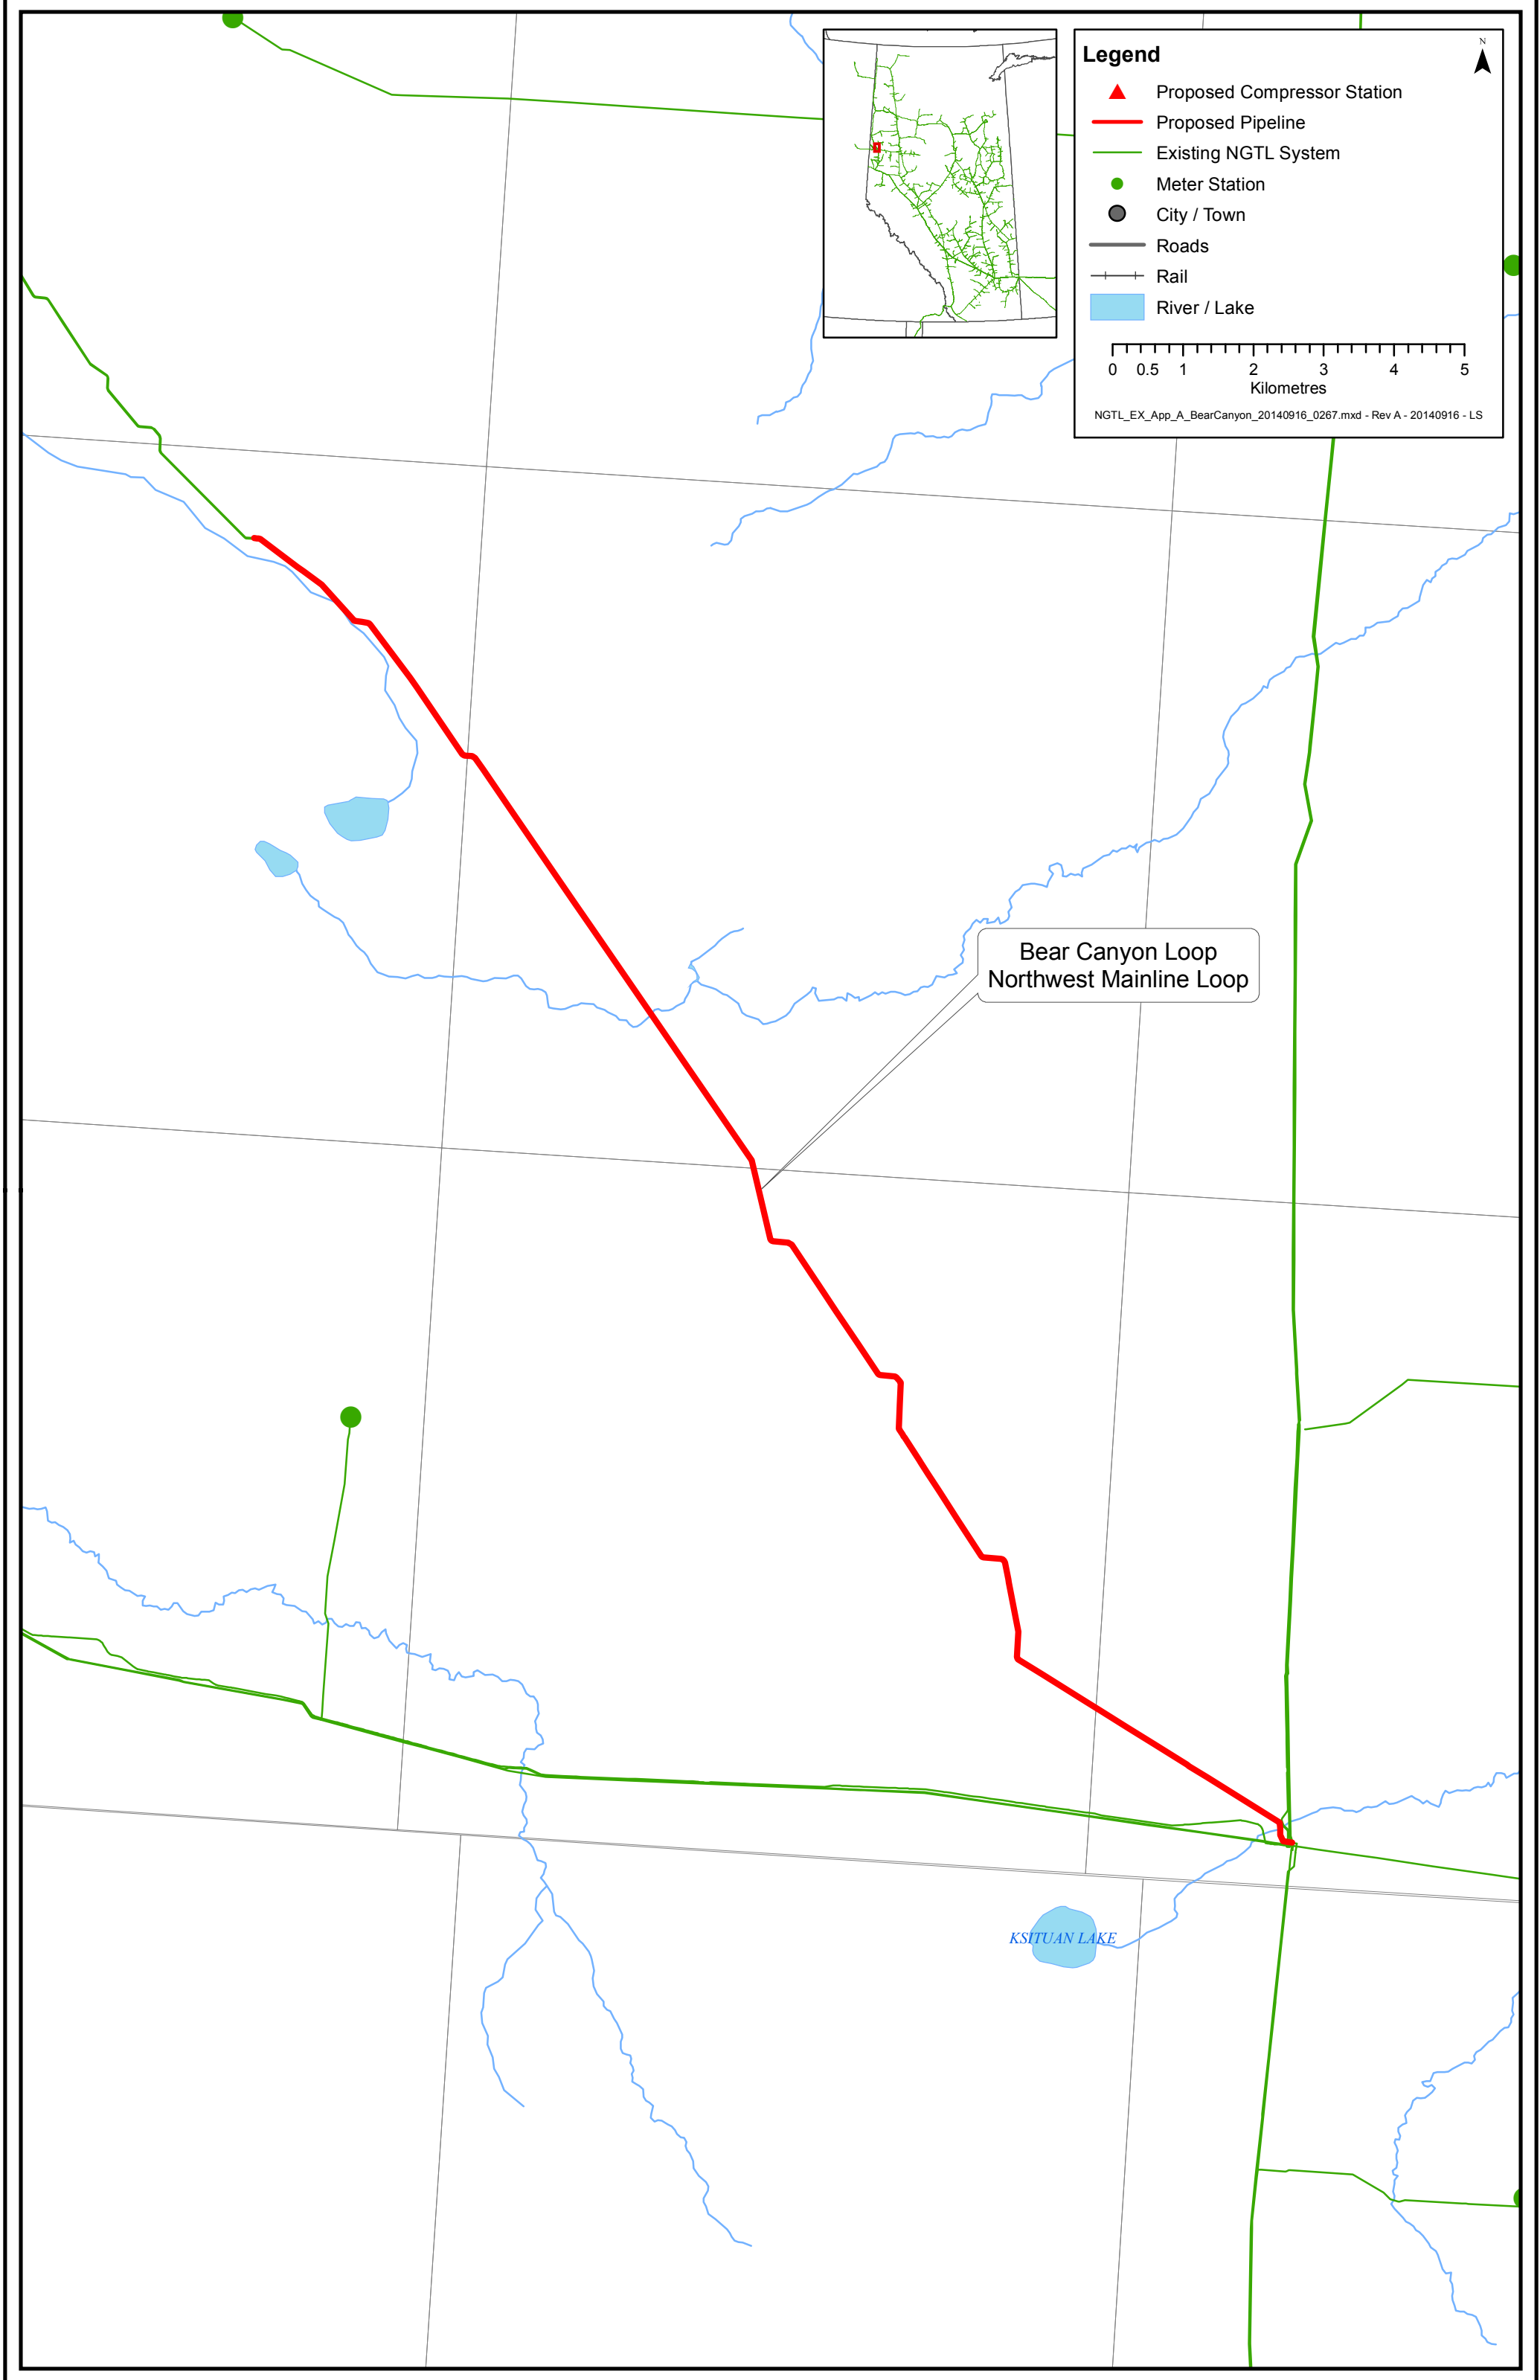 Legend
N
Proposed Compressor Station
Proposed Pipeline
Existing NGTL System
Meter Station
City / Town
Roads
Rail
River / Lake
0 0.5 1 2 3 4 5
Kilometres
NGTL_EX_App_A_BearCanyon_20140916_0267.mxd - Rev A - 20140916 - LS
Bear Canyon Loop
Northwest Mainline Loop
KSITUAN LAKE